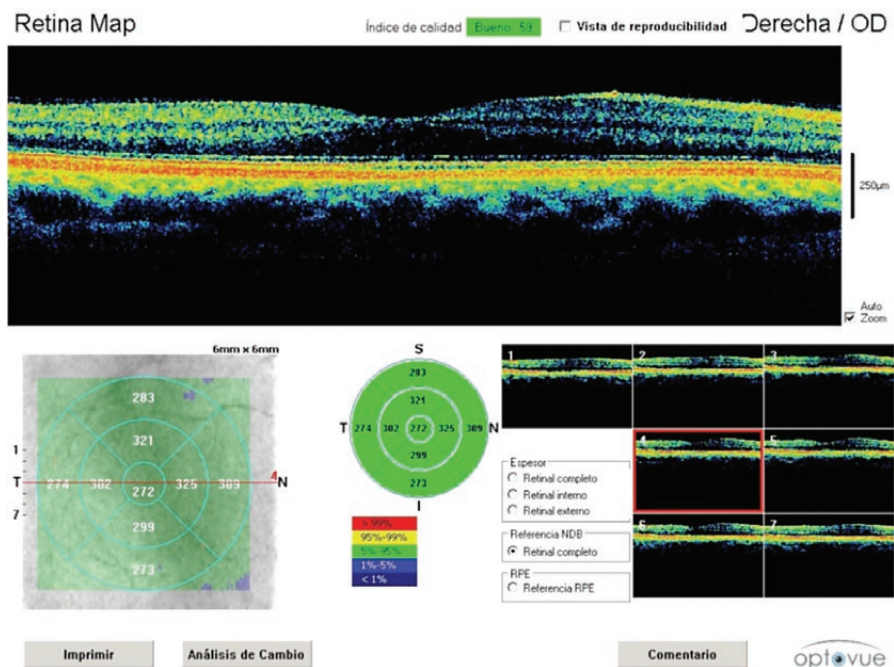 Retina Map
Índice de calidad Bueno 59 Vista de reproducibilidad Derecha / OD
250µm
Auto
Zoom
6mm x 6mm
283
321
T 274 302 272 325 309 N
4
299
273
1
7
S
283
321
T 274 302 272 325 309 N
299
273
I
> 99%
95%-99%
5%-95%
1%-5%
< 1%
1 2 3
4 5
6 7
Espesor
Retinal completo
Retinal interno
Retinal externo
Referencia NDB
Retinal completo
RPE
Referencia RPE
Imprimir Análisis de Cambio Comentario
optovue